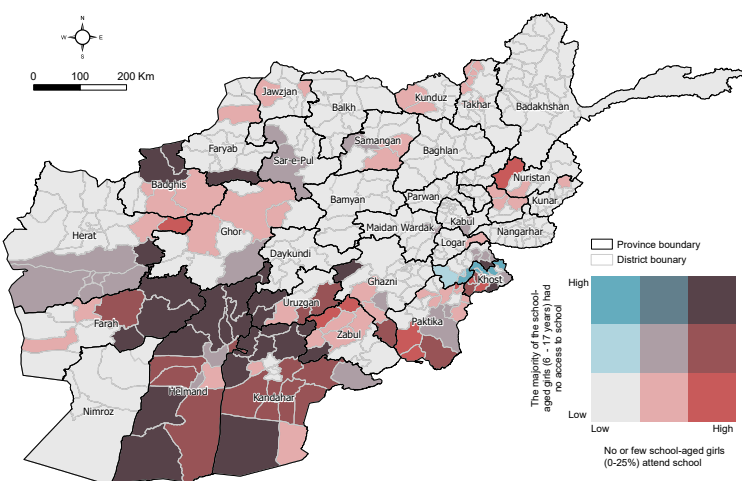 N
W E
S
0 100 200 Km
Jawzjan
Balkh
Kunduz
Takhar
Badakhshan
Faryab
Sar-e-Pul
Samangan
Baghlan
Badghis
Nuristan
Kunar
Bamyan
Parwan
Herat
Ghor
Kabul
Maidan Wardak
Nangarhar
Logar
Daykundi
Ghazni
Khost
Uruzgan
Farah
Zabul
Paktika
Helmand
Kandahar
Nimroz
Province boundary
District bounary
High
The majority of the school-
aged girls (6 - 17 years) had
no access to school
Low
Low High
No or few school-aged girls
(0-25%) attend school